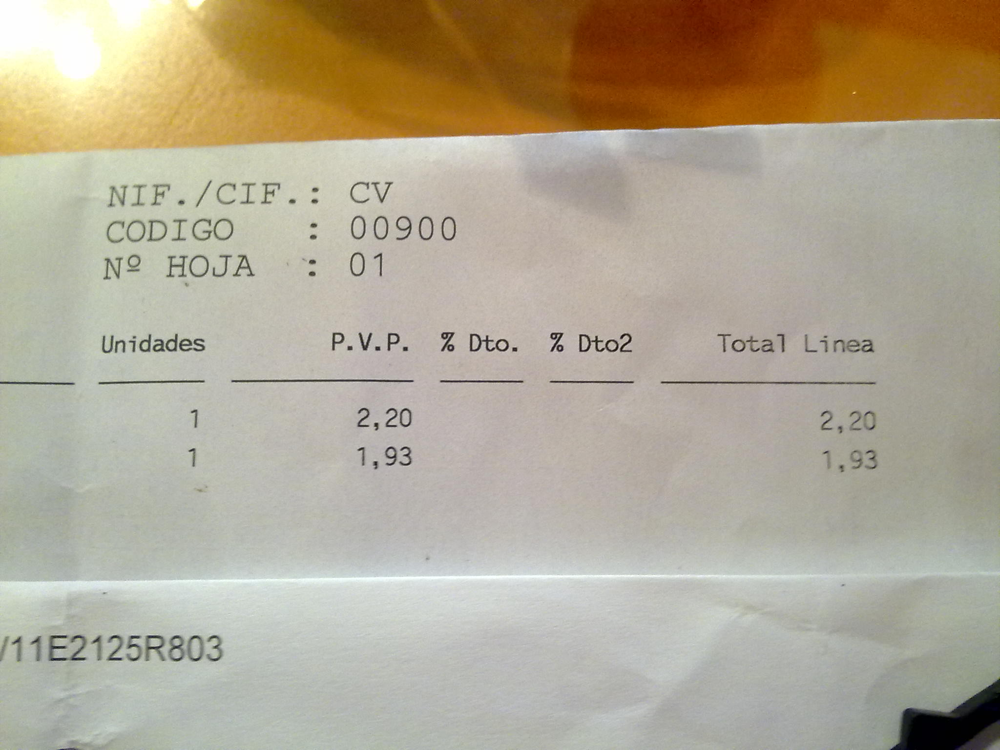 NIF./CIF.: CV
CODIGO : 00900
Nº HOJA : 01
Unidades P.V.P. % Dto. % Dto2 Total Linea
1 2,20 2,20
1 1,93 1,93
/11E2125R803